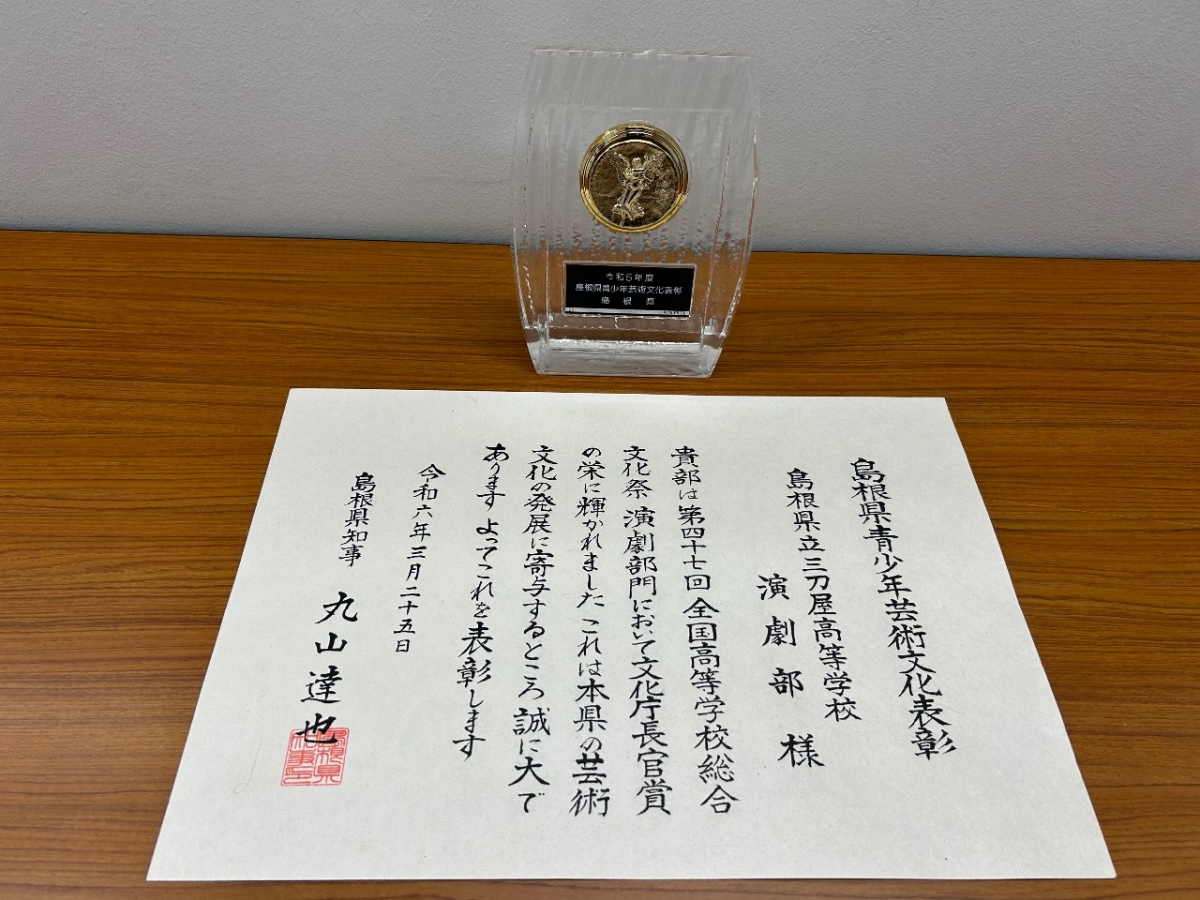 令和5年度
島根県青少年芸術文化表彰
島根県
島根県青少年芸術文化表彰
島根県立三刀屋高等学校
演劇部様
貴部は第四十七回全国高等学校総合
文化祭 演劇部門において文化庁長官賞
の栄に輝かれました これは本県の芸術
文化の発展に寄与するところ誠に大で
あります よってこれを表彰します
令和六年三月二十五日
島根県知事 丸山達也